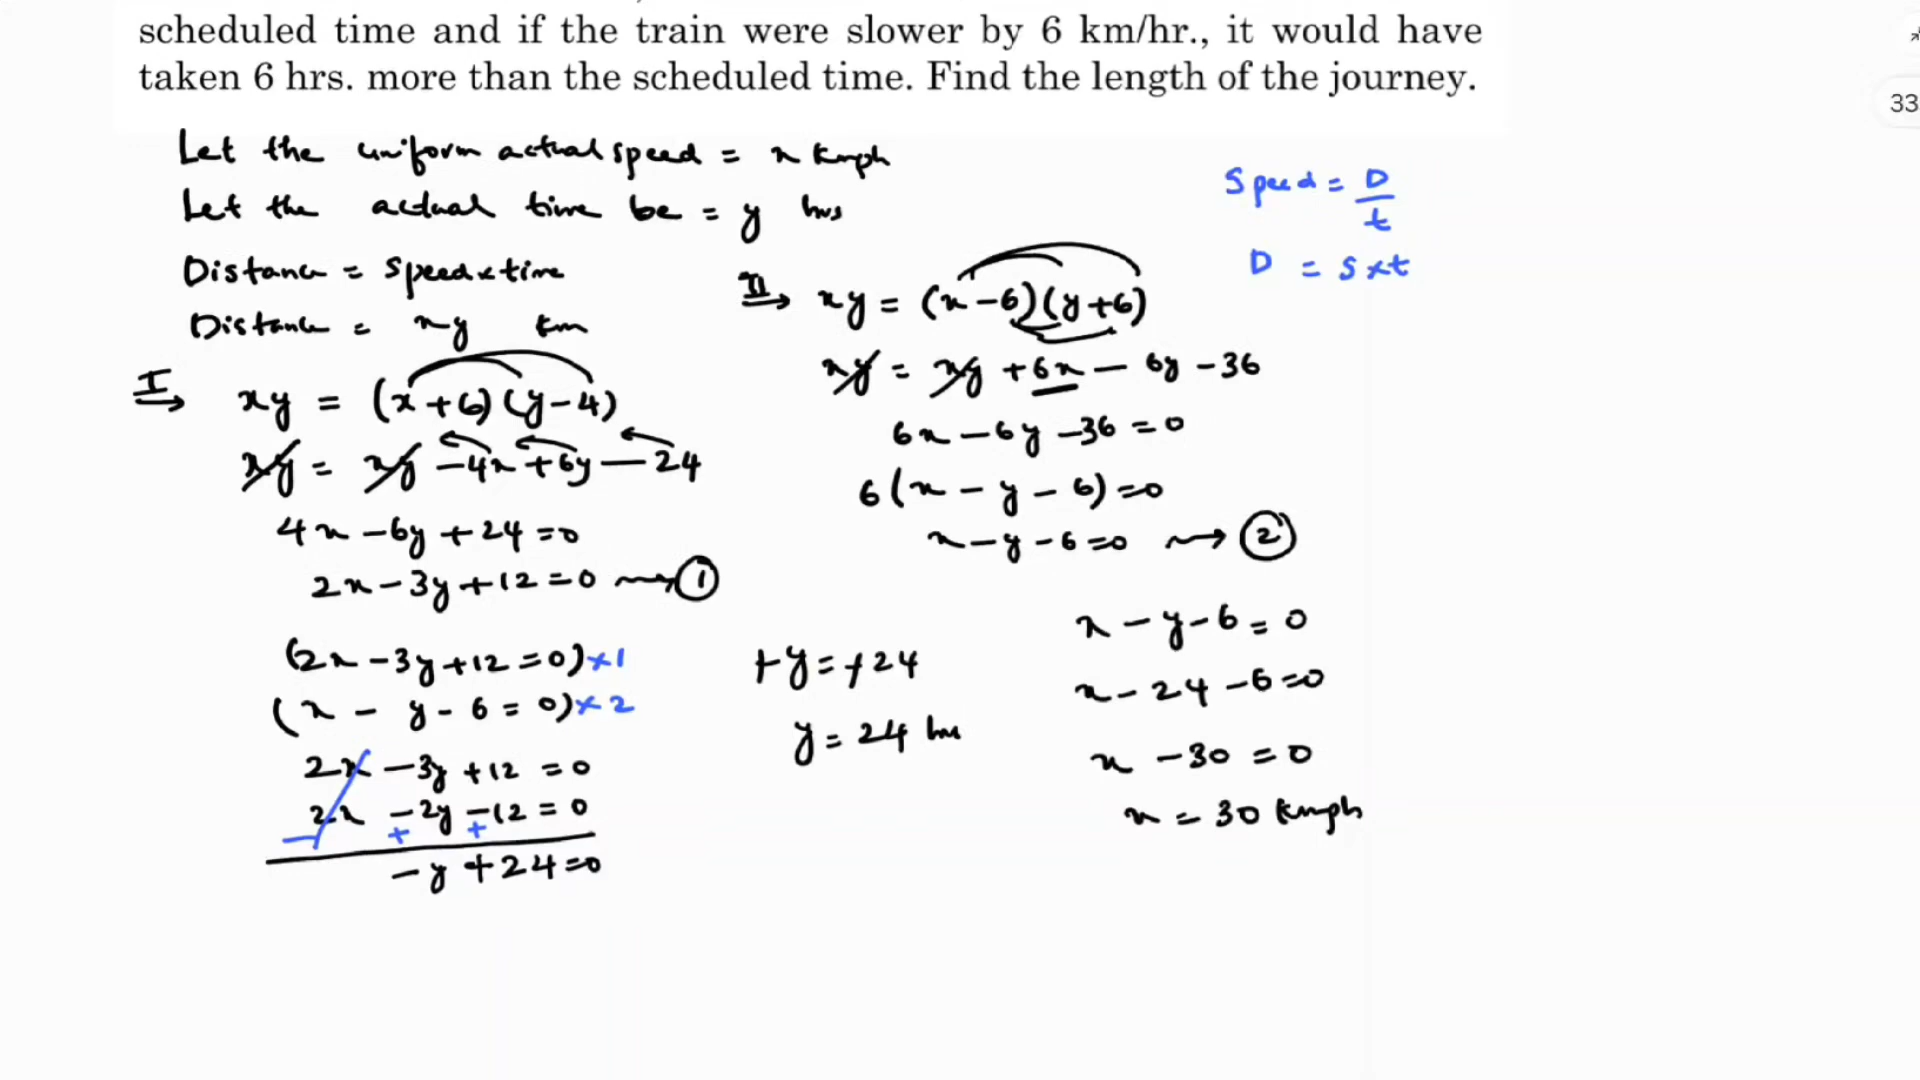 scheduled time and if the train were slower by 6 km/hr., it would have
taken 6 hrs. more than the scheduled time. Find the length of the journey.
33
Let the uniform actual speed = x kmph
Let the actual time be = y hrs
Distance = speed × time
Distance = xy km
I → xy = (x+6)(y-4)
xy = xy -4x +6y - 24
4x - 6y + 24 = 0
2x - 3y + 12 = 0 → ①
(2x - 3y + 12 = 0) × 1
(x - y - 6 = 0) × 2
2x - 3y + 12 = 0
2x - 2y - 12 = 0
- + +
- y + 24 = 0
+y = +24
y = 24 hrs
Speed = D
t
D = s × t
II → xy = (x-6)(y+6)
xy = xy + 6x - 6y - 36
6x - 6y - 36 = 0
6(x - y - 6) = 0
x - y - 6 = 0 → ②
x - y - 6 = 0
x - 24 - 6 = 0
x - 30 = 0
x = 30 kmph